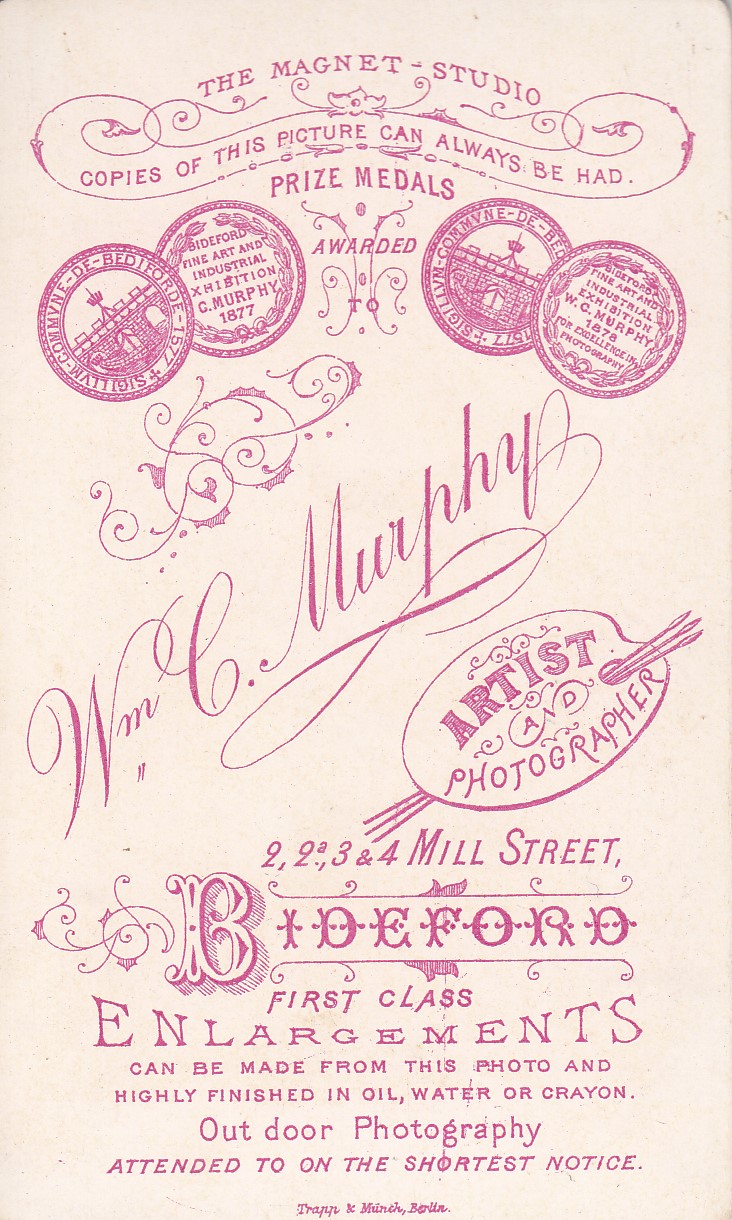 THE MAGNET-STUDIO
COPIES OF THIS PICTURE CAN ALWAYS BE HAD.
PRIZE MEDALS
AWARDED
TO
SIGILLVM-COMMVNE-DE-BEDIFORDE-1577
BIDEFORD
FINE ART AND
INDUSTRIAL
EXHIBITION
C. MURPHY
1877
SIGILLVM-COMMVNE-DE-BED
1577
BIDEFORD
FINE ART AND
INDUSTRIAL
EXHIBITION
W. C. MURPHY
1878
FOR EXCELLENCE IN
PHOTOGRAPHY
Wm C. Murphy
ARTIST
AND
PHOTOGRAPHER
2, 2a, 3 & 4 MILL STREET,
BIDEFORD
FIRST CLASS
ENLARGEMENTS
CAN BE MADE FROM THIS PHOTO AND
HIGHLY FINISHED IN OIL, WATER OR CRAYON.
Out door Photography
ATTENDED TO ON THE SHORTEST NOTICE.
Trapp & Münch, Berlin.